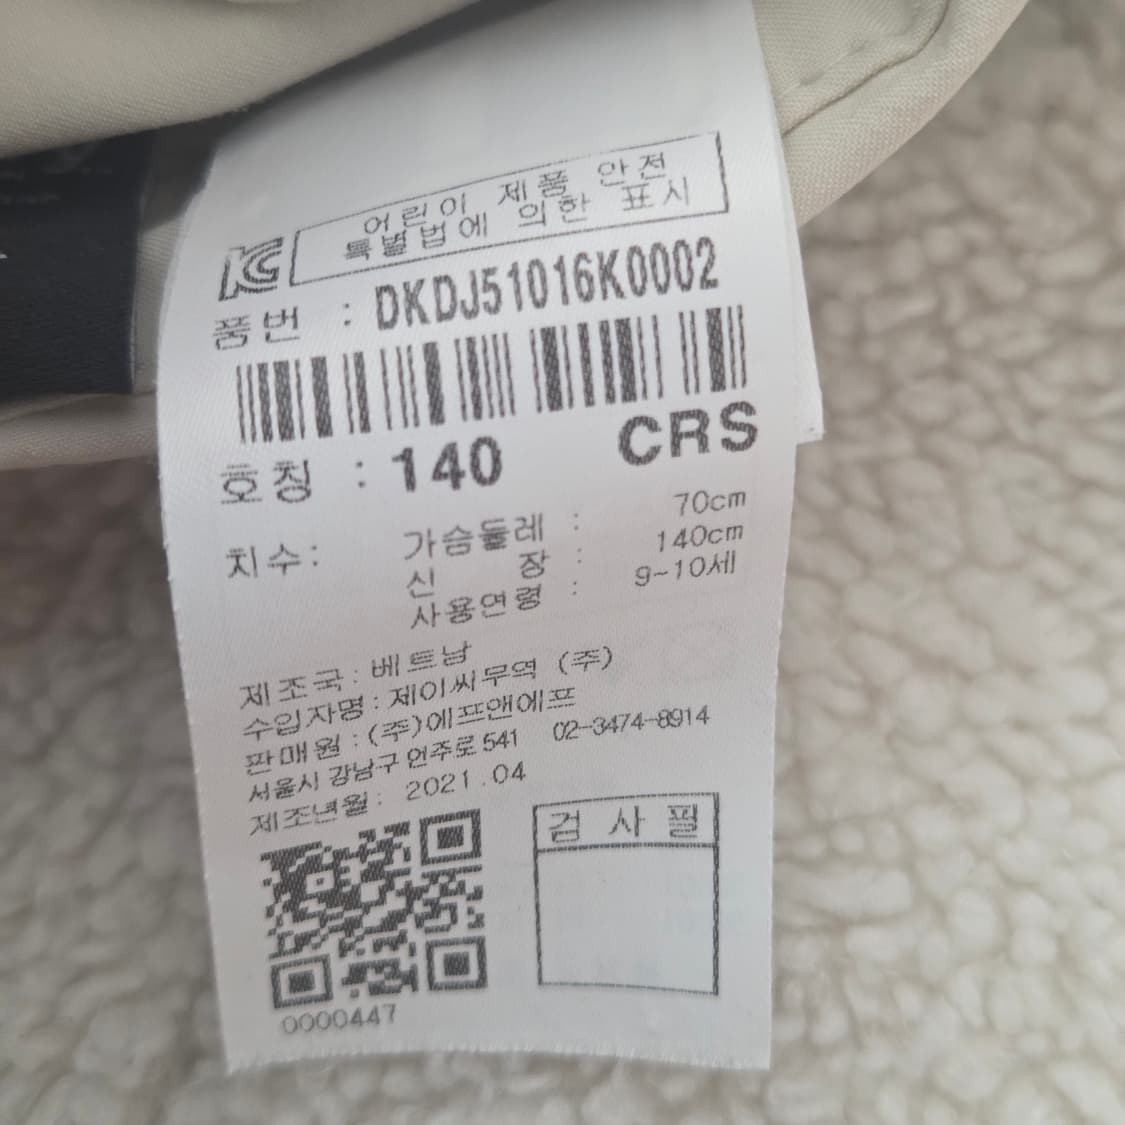 어린이 제품 안전
특별법에 의한 표시
KC
품번 : DKDJ51016K0002
호칭 : 140 CRS
치수: 가슴둘레 : 70cm
신 장 : 140cm
사용연령 : 9-10세
제조국 : 베트남
수입자명 : 제이씨무역 (주)
판매원 : (주)에프앤에프
서울시 강남구 언주로 541 02-3474-8914
제조년월 : 2021.04
검 사 필
0000447